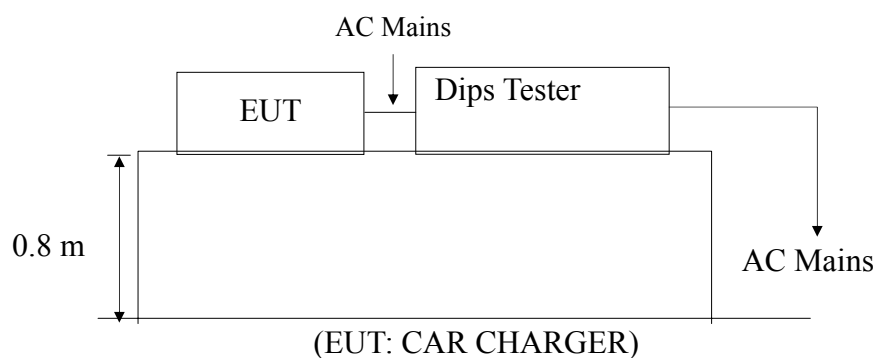 AC Mains
EUT
Dips Tester
0.8 m
AC Mains
(EUT: CAR CHARGER)